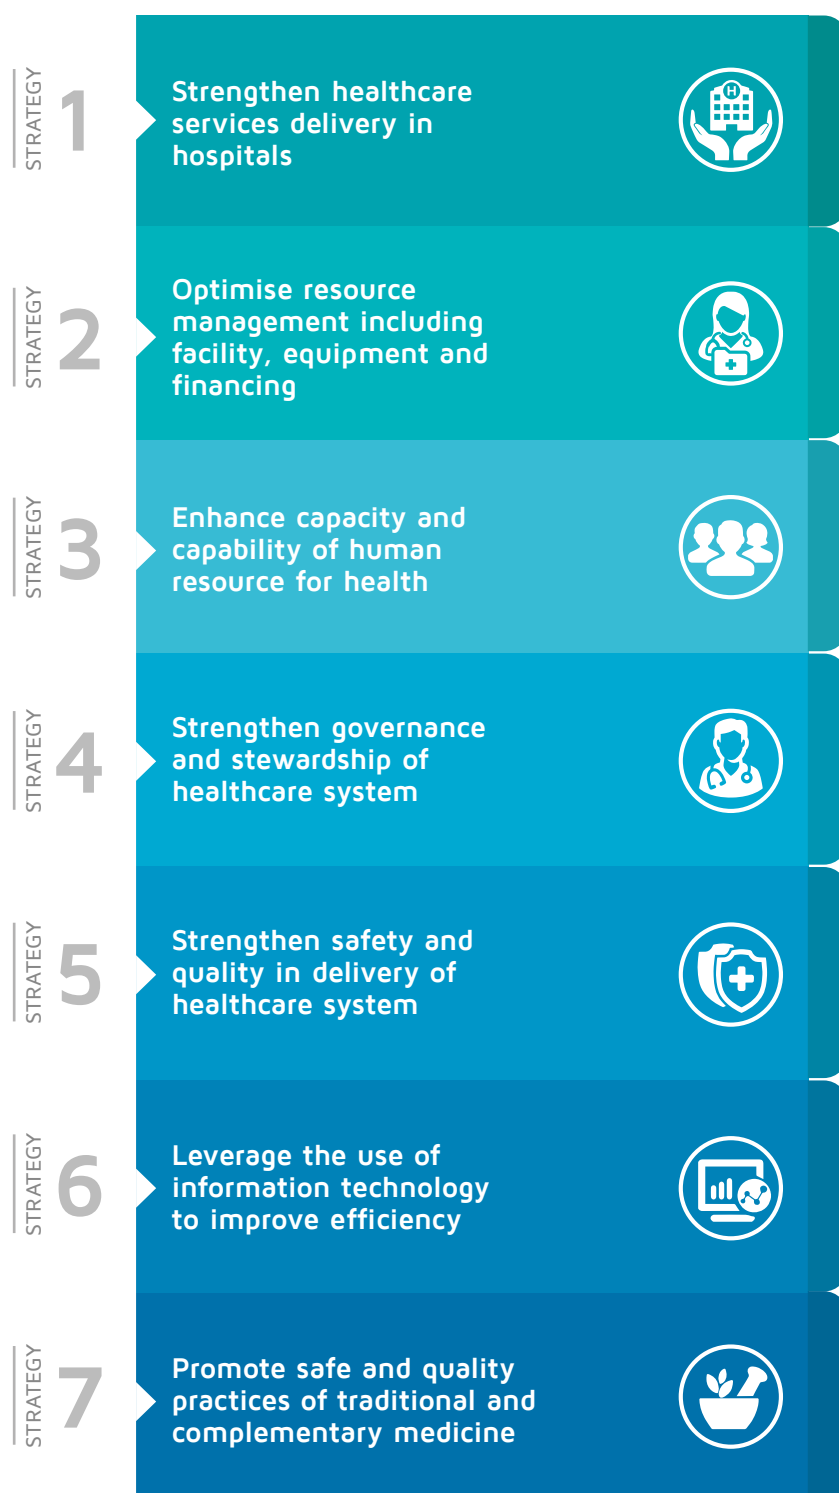 STRATEGY
1
Strengthen healthcare
services delivery in
hospitals
H
STRATEGY
2
Optimise resource
management including
facility, equipment and
financing
STRATEGY
3
Enhance capacity and
capability of human
resource for health
STRATEGY
4
Strengthen governance
and stewardship of
healthcare system
STRATEGY
5
Strengthen safety and
quality in delivery of
healthcare system
STRATEGY
6
Leverage the use of
information technology
to improve efficiency
STRATEGY
7
Promote safe and quality
practices of traditional and
complementary medicine